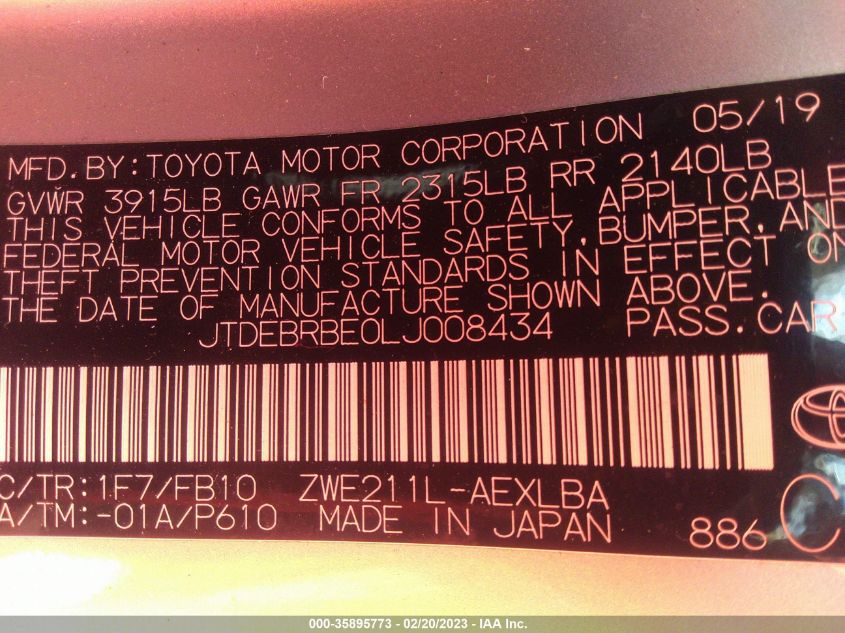 MFD.BY:TOYOTA MOTOR CORPORATION 05/19
GVWR 3915LB GAWR FR 2315LB RR 2140LB
THIS VEHICLE CONFORMS TO ALL APPLICABLE
FEDERAL MOTOR VEHICLE SAFETY,BUMPER,AND
THEFT PREVENTION STANDARDS IN EFFECT ON
THE DATE OF MANUFACTURE SHOWN ABOVE.
JTDEBRBE0LJ008434 PASS.CAR
C/TR:1F7/FB10 ZWE211L-AEXLBA
A/TM:-01A/P610 MADE IN JAPAN 886 C
000-35895773 - 02/20/2023 - IAA Inc.